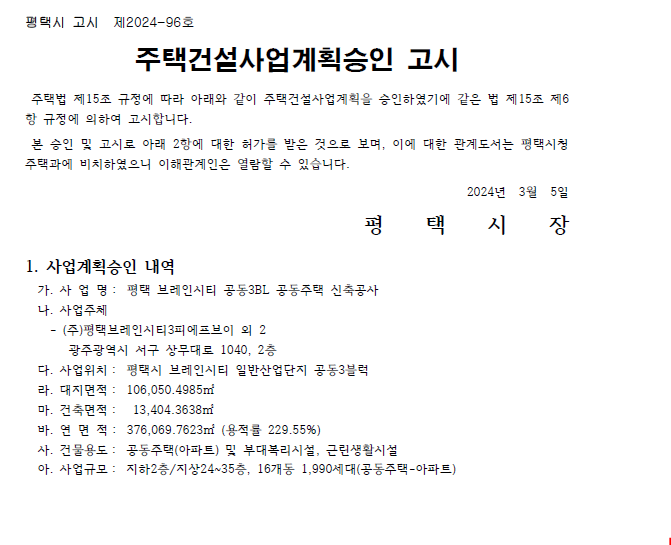 평택시 고시 제2024-96호
주택건설사업계획승인 고시
주택법 제15조 규정에 따라 아래와 같이 주택건설사업계획을 승인하였기에 같은 법 제15조 제6
항 규정에 의하여 고시합니다.
본 승인 및 고시로 아래 2항에 대한 허가를 받은 것으로 보며, 이에 대한 관계도서는 평택시청
주택과에 비치하였으니 이해관계인은 열람할 수 있습니다.
2024년 3월 5일
평 택 시 장
1. 사업계획승인 내역
가. 사 업 명 : 평택 브레인시티 공동3BL 공동주택 신축공사
나. 사업주체
- (주)평택브레인시티3피에프브이 외 2
광주광역시 서구 상무대로 1040, 2층
다. 사업위치 : 평택시 브레인시티 일반산업단지 공동3블럭
라. 대지면적 : 106,050.4985㎡
마. 건축면적 : 13,404.3638㎡
바. 연 면 적 : 376,069.7623㎡ (용적률 229.55%)
사. 건물용도 : 공동주택(아파트) 및 부대복리시설, 근린생활시설
아. 사업규모 : 지하2층/지상24~35층, 16개동 1,990세대(공동주택-아파트)